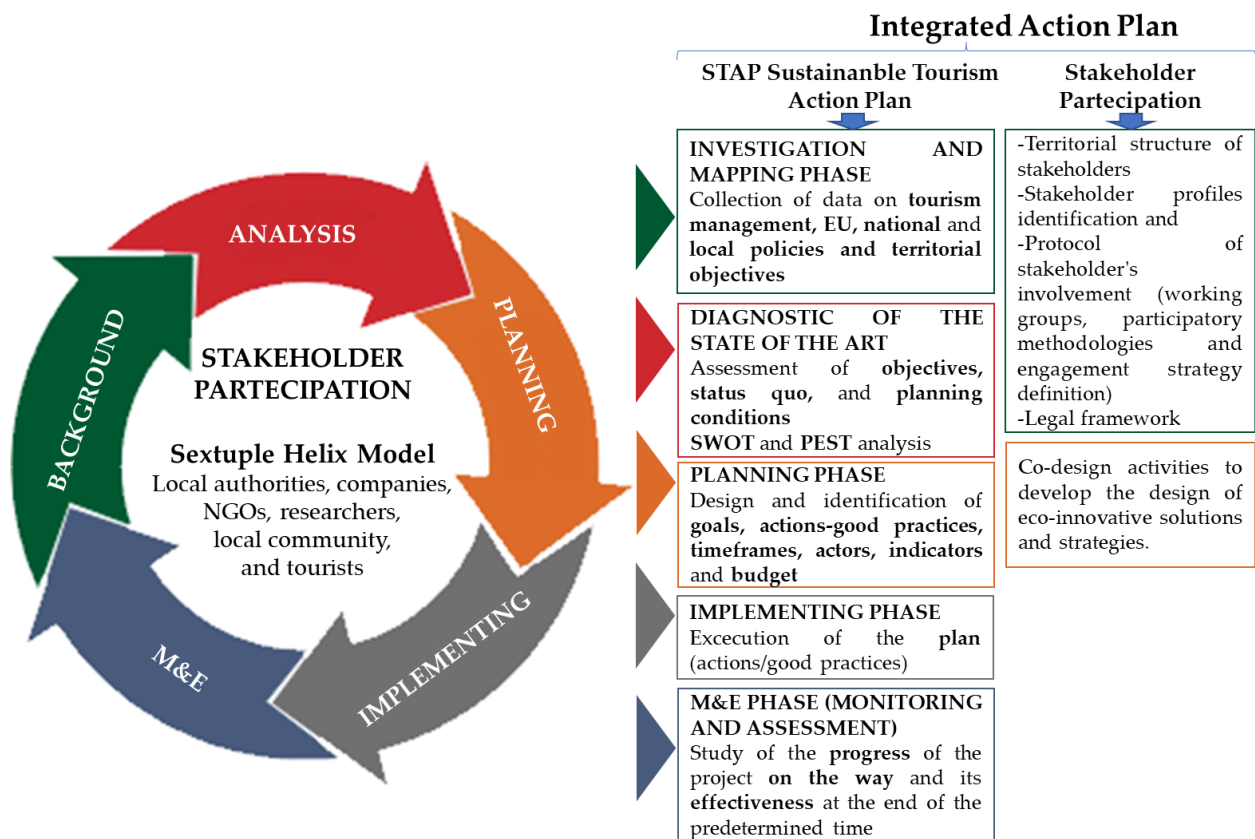 Integrated Action Plan
STAP Sustainanble Tourism
Action Plan
Stakeholder
Partecipation
ANALYSIS
PLANNING
IMPLEMENTING
M&E
BACKGROUND
STAKEHOLDER
PARTECIPATION
Sextuple Helix Model
Local authorities, companies,
NGOs, researchers,
local community,
and tourists
INVESTIGATION AND
MAPPING PHASE
Collection of data on tourism
management, EU, national and
local policies and territorial
objectives
DIAGNOSTIC OF THE
STATE OF THE ART
Assessment of objectives,
status quo, and planning
conditions
SWOT and PEST analysis
PLANNING PHASE
Design and identification of
goals, actions-good practices,
timeframes, actors, indicators
and budget
IMPLEMENTING PHASE
Excecution of the plan
(actions/good practices)
M&E PHASE (MONITORING
AND ASSESSMENT)
Study of the progress of the
project on the way and its
effectiveness at the end of the
predetermined time
-Territorial structure of
stakeholders
-Stakeholder profiles
identification and
-Protocol of
stakeholder's
involvement (working
groups, participatory
methodologies and
engagement strategy
definition)
-Legal framework
Co-design activities to
develop the design of
eco-innovative solutions
and strategies.